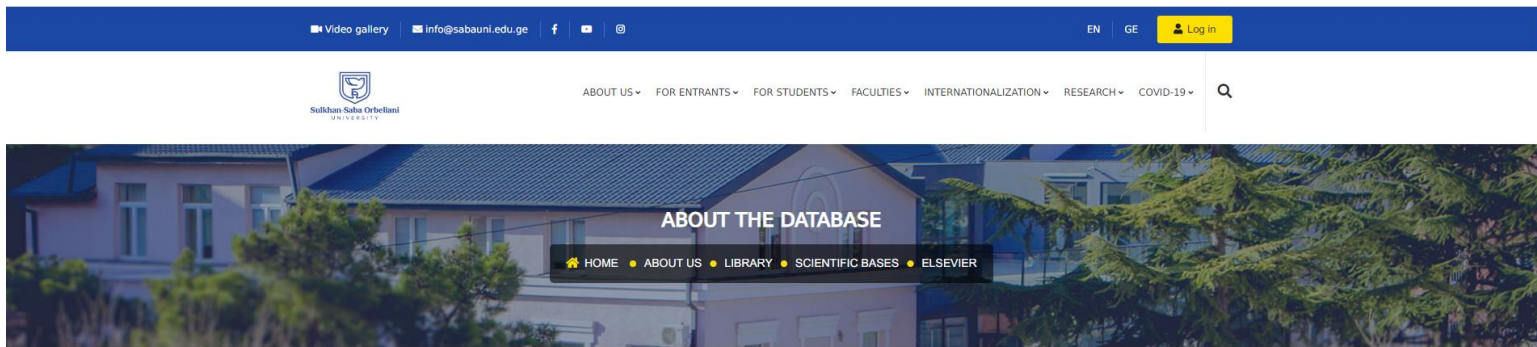 Video gallery info@sabauni.edu.ge EN GE Log in
Sulkhan-Saba Orbeliani
UNIVERSITY
ABOUT US FOR ENTRANTS FOR STUDENTS FACULTIES INTERNATIONALIZATION RESEARCH COVID-19
ABOUT THE DATABASE
HOME • ABOUT US • LIBRARY • SCIENTIFIC BASES • ELSEVIER